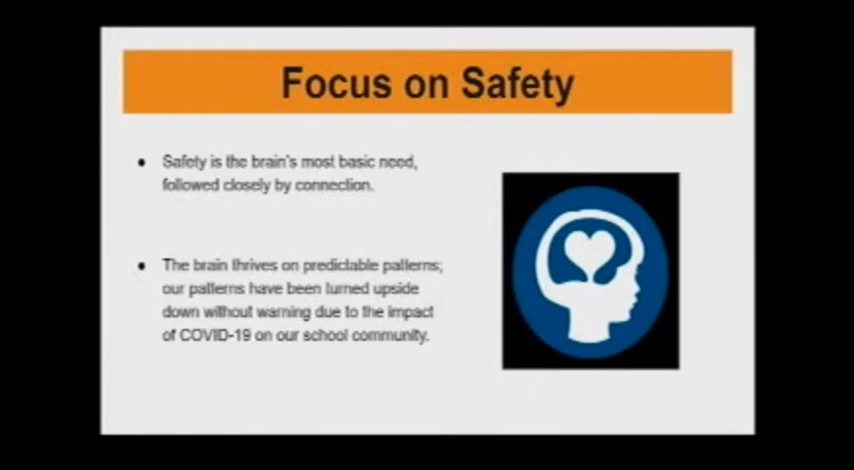 Focus on Safety
● Safety is the brain's most basic need,
followed closely by connection.
● The brain thrives on predictable patterns;
our patterns have been turned upside
down without warning due to the impact
of COVID-19 on our school community.